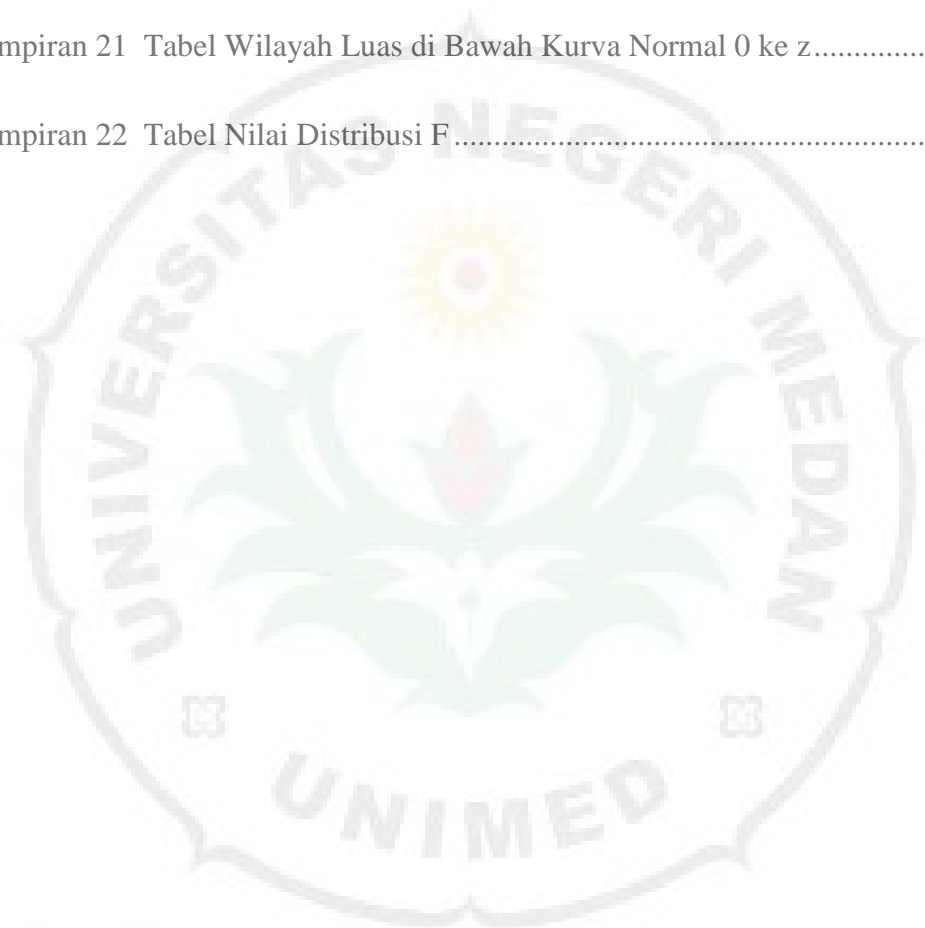 mpiran 21 Tabel Wilayah Luas di Bawah Kurva Normal 0 ke z..............
mpiran 22 Tabel Nilai Distribusi F..........................................................
UNIVERSITAS NEGERI MEDAN
UNIMED